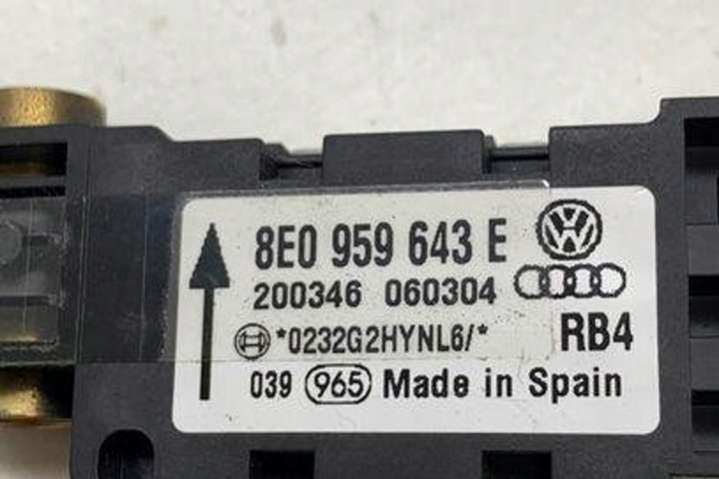 8E0 959 643 E
200346 060304
*0232G2HYNL6/* RB4
039 965 Made in Spain